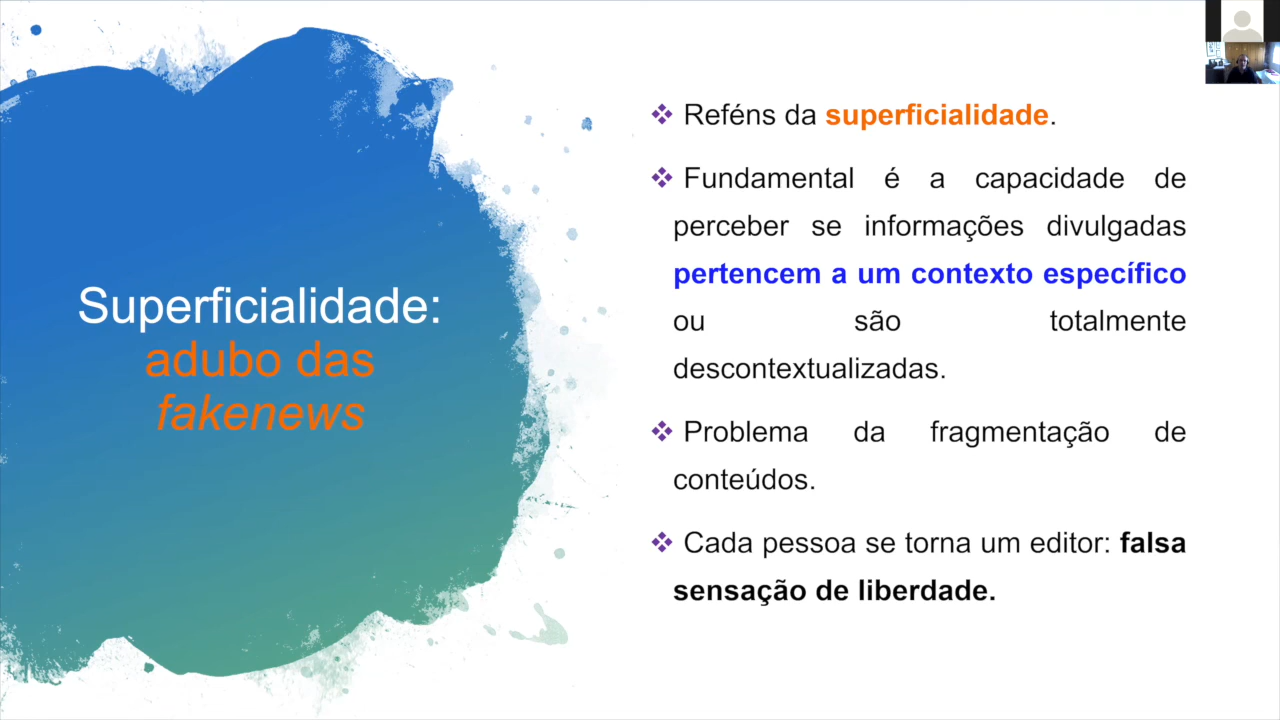 Superficialidade:
adubo das
fakenews
❖ Reféns da superficialidade.
❖ Fundamental é a capacidade de
perceber se informações divulgadas
pertencem a um contexto específico
ou são totalmente
descontextualizadas.
❖ Problema da fragmentação de
conteúdos.
❖ Cada pessoa se torna um editor: falsa
sensação de liberdade.